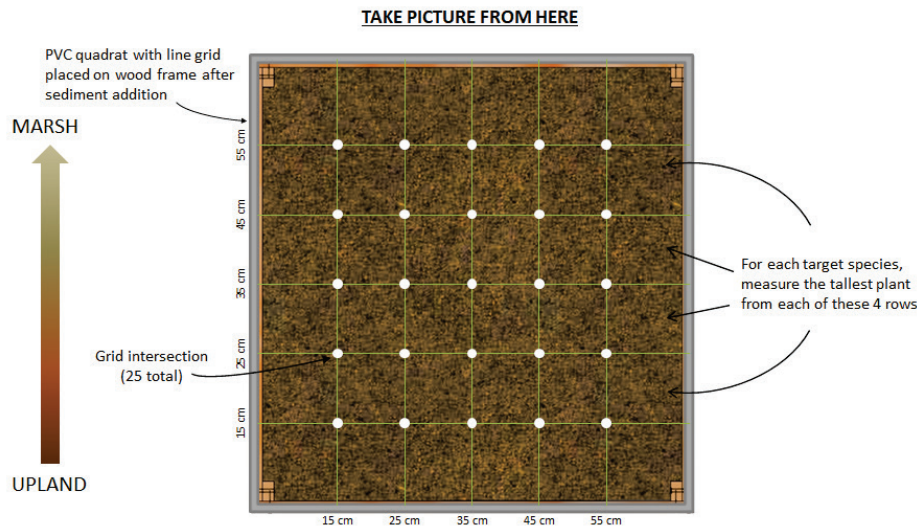 TAKE PICTURE FROM HERE
PVC quadrat with line grid
placed on wood frame after
sediment addition
MARSH
55 cm
45 cm
35 cm
25 cm
15 cm
For each target species,
measure the tallest plant
from each of these 4 rows
Grid intersection
(25 total)
UPLAND
15 cm
25 cm
35 cm
45 cm
55 cm